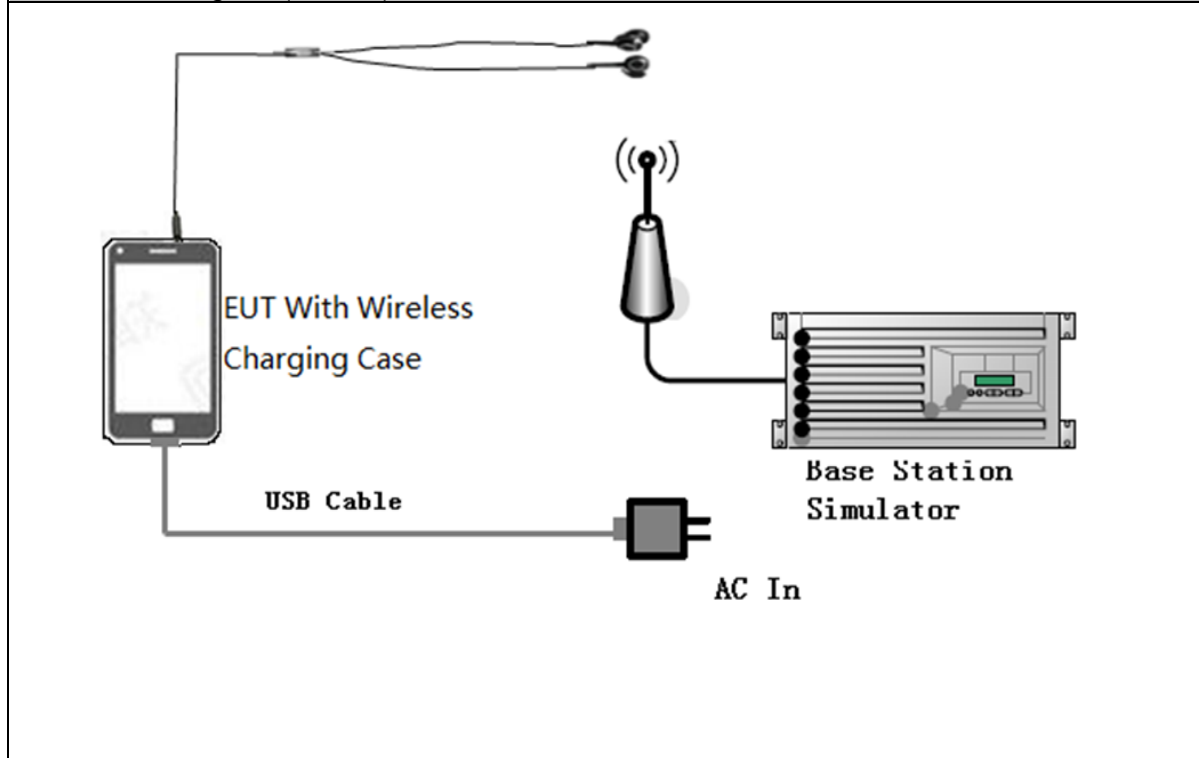 EUT With Wireless
Charging Case
USB Cable
Base Station
Simulator
AC In